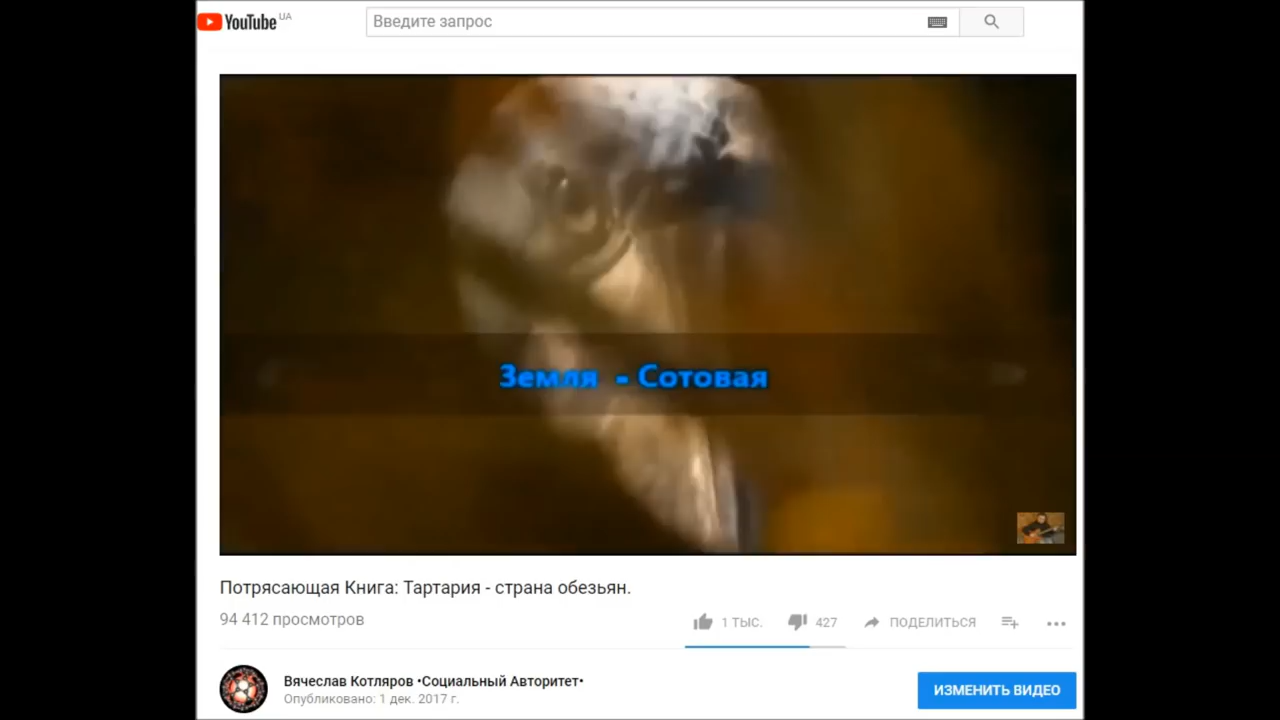 YouTube UA
Введите запрос
Земля - Сотовая
Потрясающая Книга: Тартария - страна обезьян.
94 412 просмотров
1 ТЫС.
427
ПОДЕЛИТЬСЯ
Вячеслав Котляров •Социальный Авторитет•
Опубликовано: 1 дек. 2017 г.
ИЗМЕНИТЬ ВИДЕО